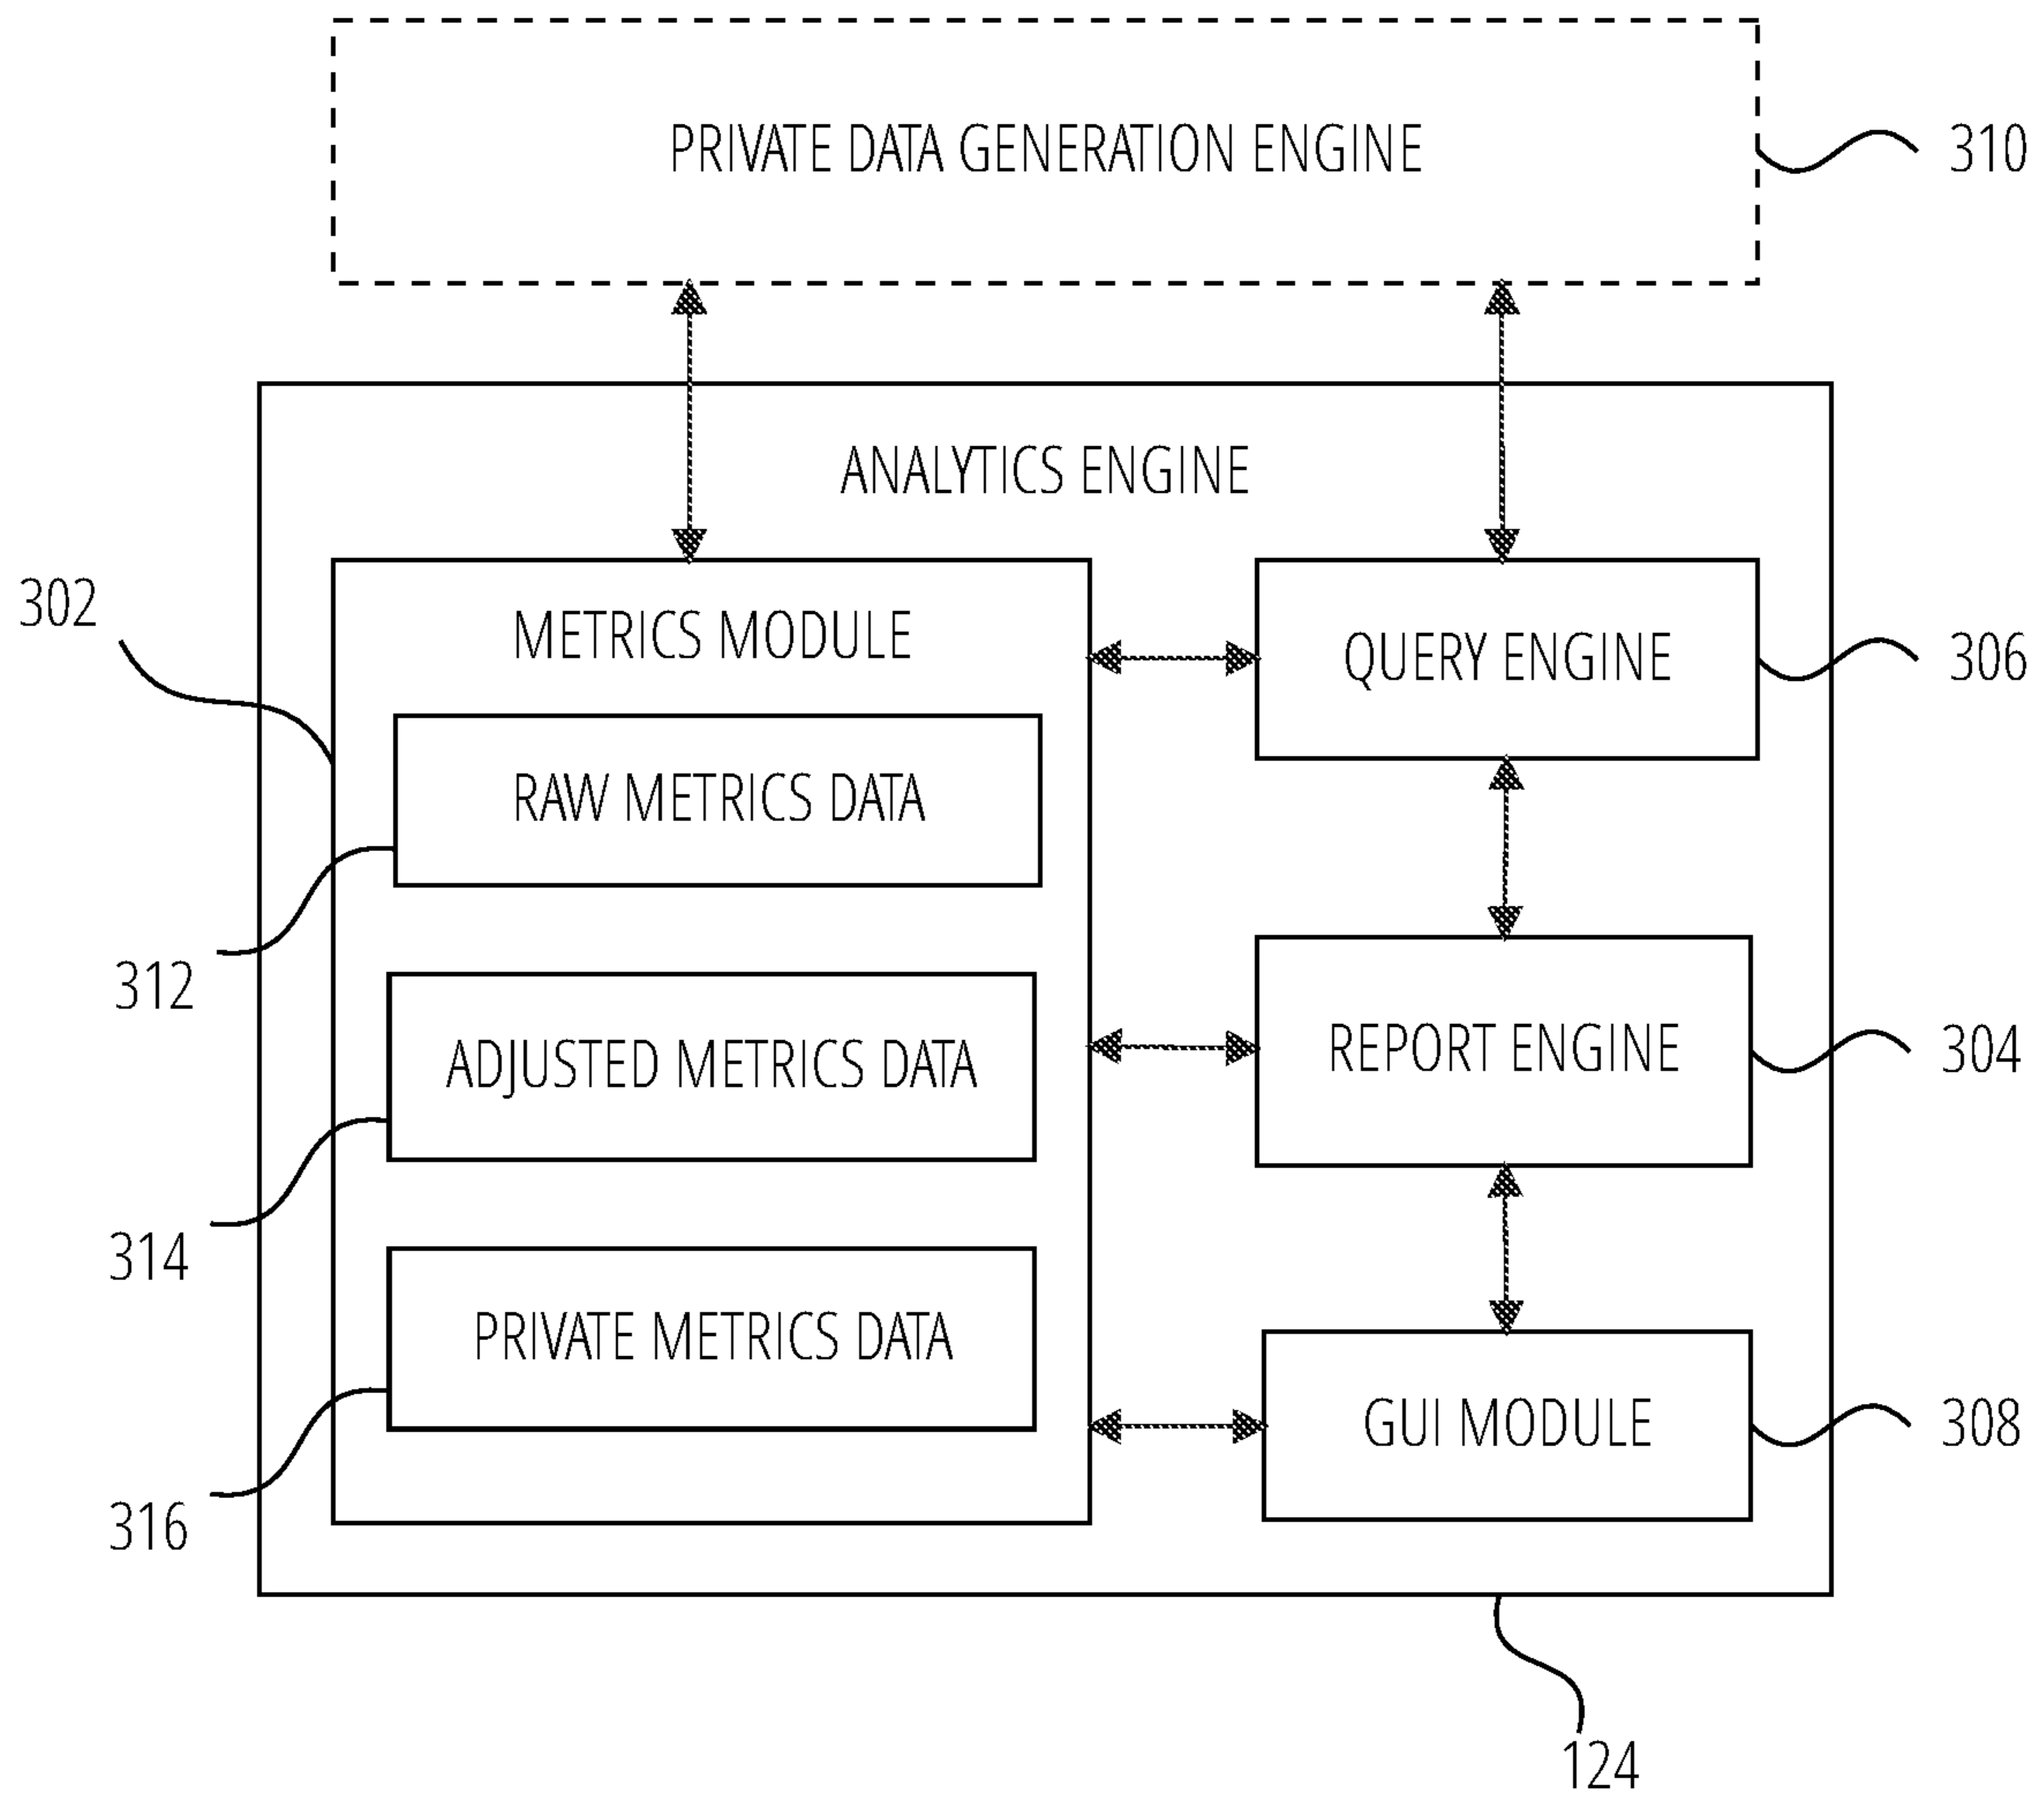 PRIVATE DATA GENERATION ENGINE
310
ANALYTICS ENGINE
302
METRICS MODULE
QUERY ENGINE
306
RAW METRICS DATA
312
REPORT ENGINE
304
ADJUSTED METRICS DATA
314
PRIVATE METRICS DATA
316
GUI MODULE
308
124